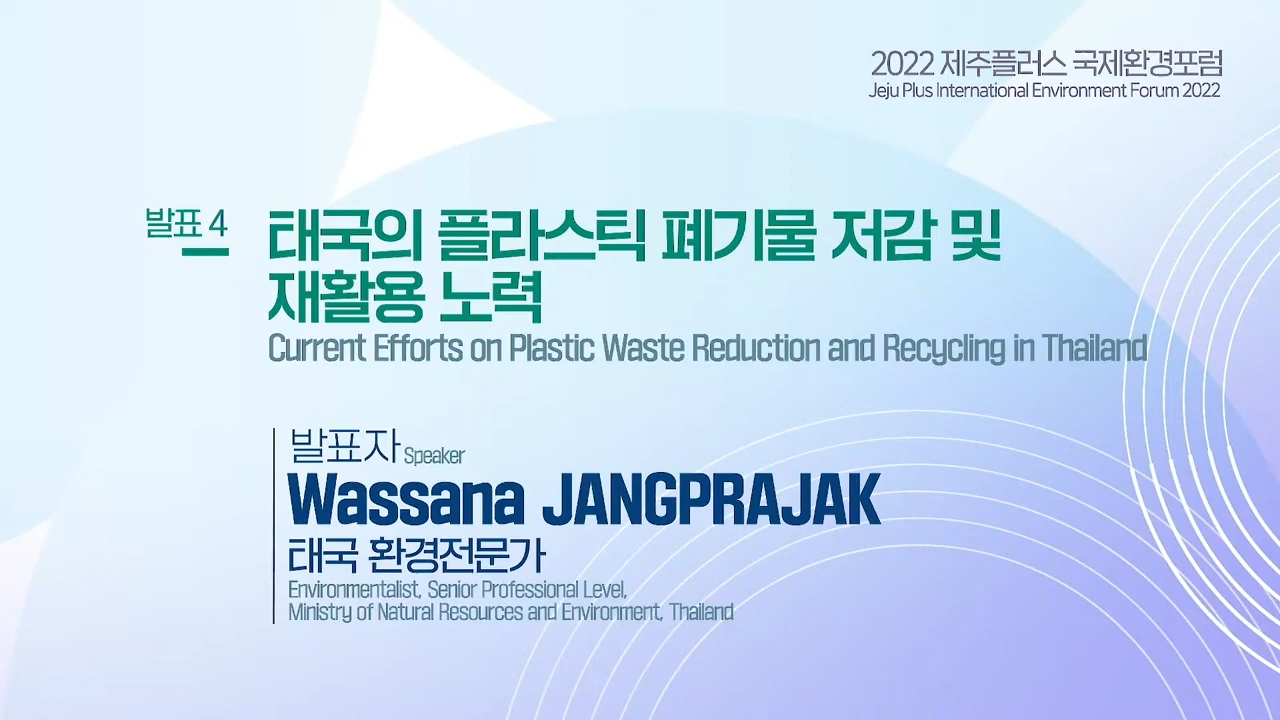 2022 제주플러스 국제환경포럼
Jeju Plus International Environment Forum 2022
발표 4
태국의 플라스틱 폐기물 저감 및
재활용 노력
Current Efforts on Plastic Waste Reduction and Recycling in Thailand
발표자 Speaker
Wassana JANGPRAJAK
태국 환경전문가
Environmentalist, Senior Professional Level,
Ministry of Natural Resources and Environment, Thailand